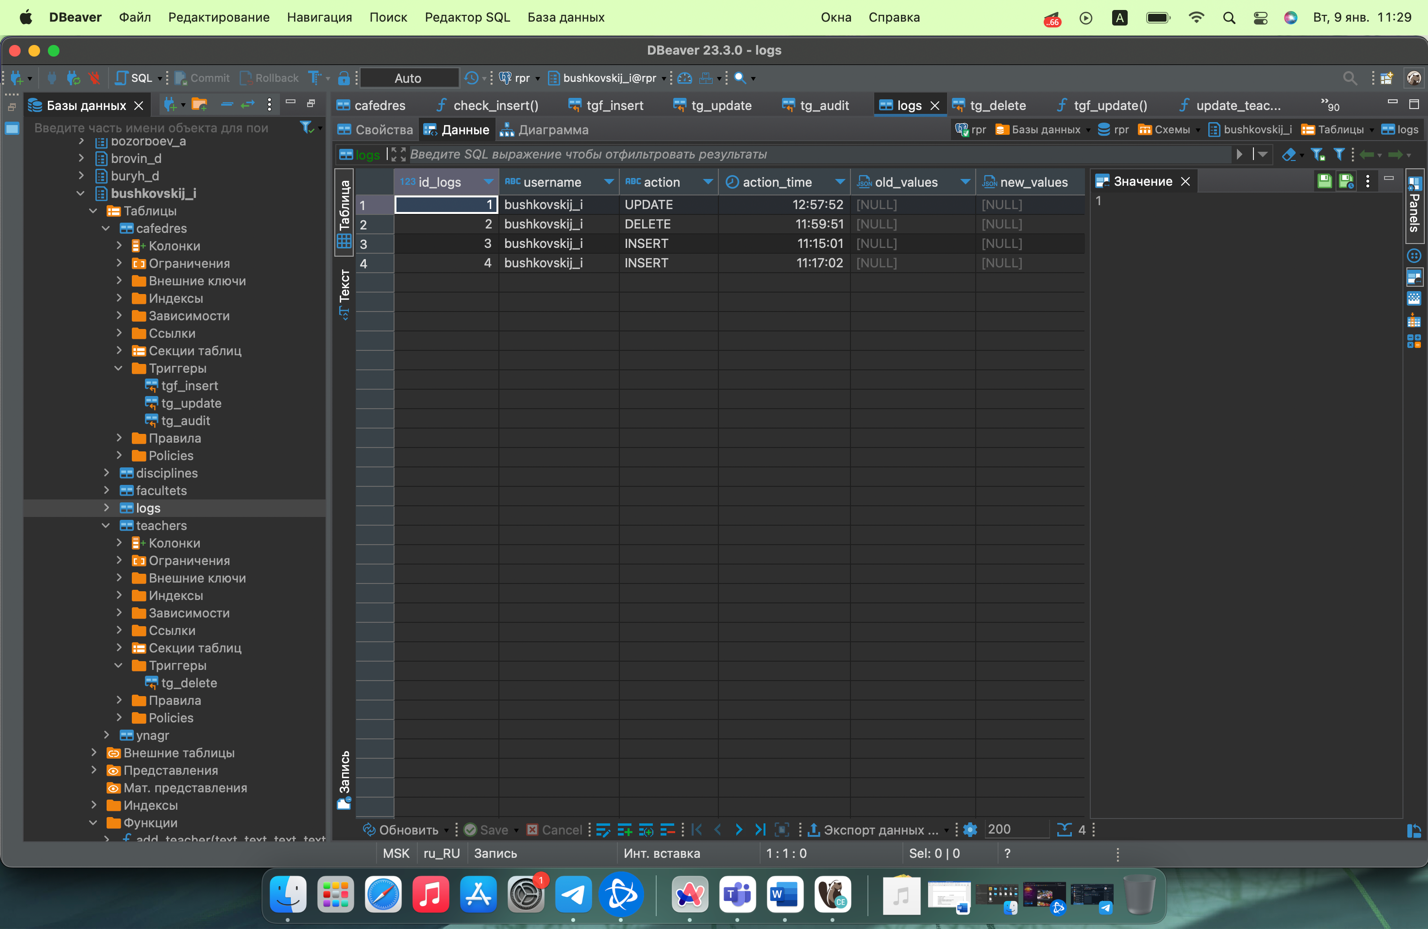 DBeaver Файл Редактирование Навигация Поиск Редактор SQL База данных Окна Справка 66 A Вт, 9 янв. 11:29
DBeaver 23.3.0 - logs
SQL Commit Rollback Auto rpr bushkovskij_i@rpr
Базы данных
cafedres check_insert() tgf_insert tg_update tg_audit logs tg_delete tgf_update() update_teac... 90
Введите часть имени объекта для пои
Свойства Данные Диаграмма
rpr Базы данных rpr Схемы bushkovskij_i Таблицы logs
logs Введите SQL выражение чтобы отфильтровать результаты
bozorboev_a
brovin_d
buryh_d
bushkovskij_i
Таблицы
cafedres
Колонки
Ограничения
Внешние ключи
Индексы
Зависимости
Ссылки
Секции таблиц
Триггеры
tgf_insert
tg_update
tg_audit
Правила
Policies
disciplines
facultets
logs
teachers
Колонки
Ограничения
Внешние ключи
Индексы
Зависимости
Ссылки
Секции таблиц
Триггеры
tg_delete
Правила
Policies
ynagr
Внешние таблицы
Представления
Мат. представления
Индексы
Функции
add_teacher(text, text, text, text
Таблица
Текст
Запись
123 id_logs ABC username ABC action action_time old_values new_values
1 1 bushkovskij_i UPDATE 12:57:52 [NULL] [NULL]
2 2 bushkovskij_i DELETE 11:59:51 [NULL] [NULL]
3 3 bushkovskij_i INSERT 11:15:01 [NULL] [NULL]
4 4 bushkovskij_i INSERT 11:17:02 [NULL] [NULL]
Значение
1
Panels
Обновить Save Cancel Экспорт данных ... 200 4
MSK ru_RU Запись Инт. вставка 1 : 1 : 0 Sel: 0 | 0 ?
1
W
CE